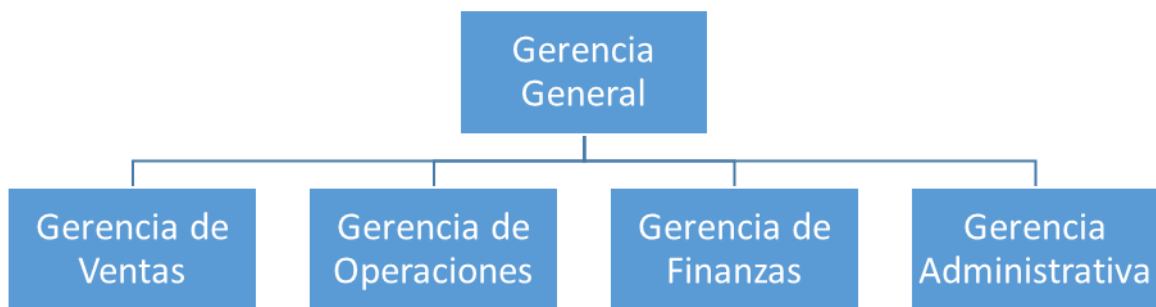 Gerencia
General
Gerencia de
Ventas
Gerencia de
Operaciones
Gerencia de
Finanzas
Gerencia
Administrativa